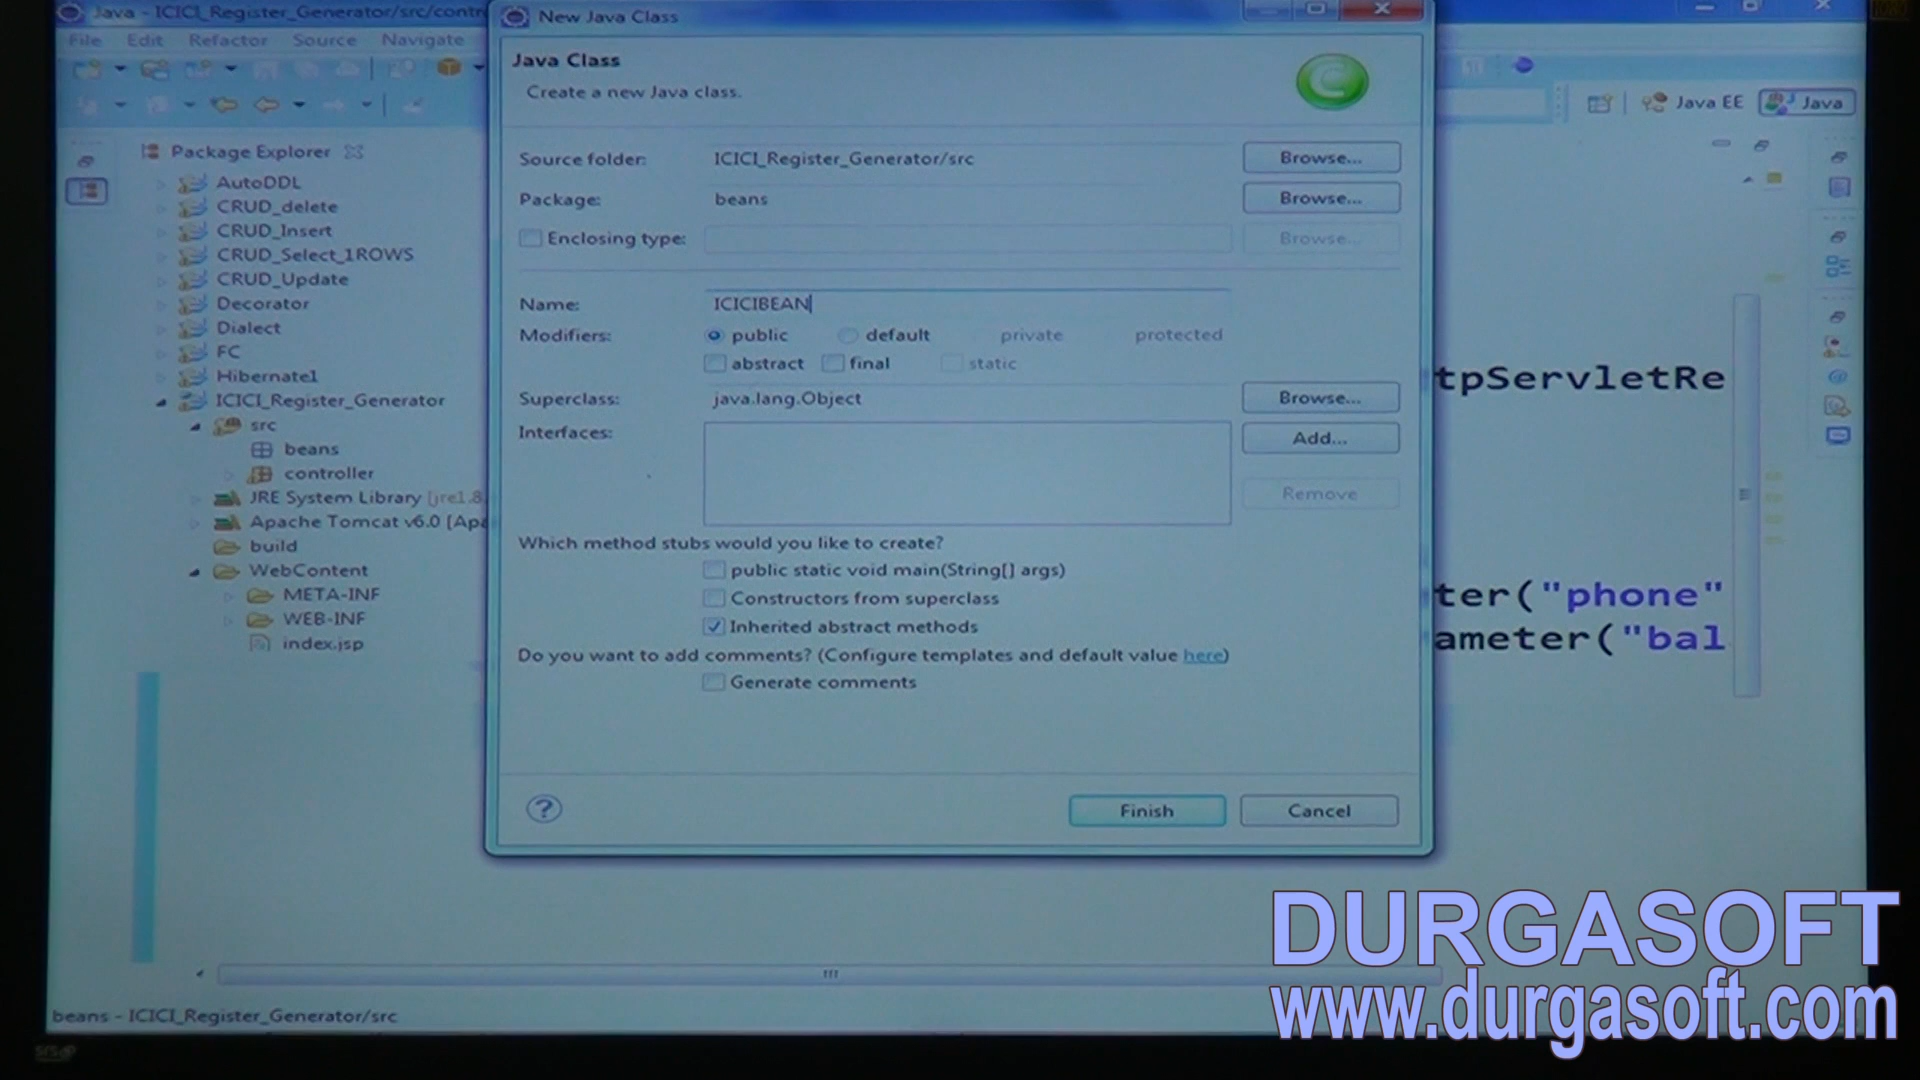 Java - ICICI_Register_Generator/src/contr
New Java Class
File Edit Refactor Source Navigate
Java Class
Create a new Java class.
Java EE
Java
Package Explorer
AutoDDL
CRUD_delete
CRUD_Insert
CRUD_Select_1ROWS
CRUD_Update
Decorator
Dialect
FC
Hibernate1
ICICI_Register_Generator
src
beans
controller
JRE System Library [jre1.8.
Apache Tomcat v6.0 [Apa
build
WebContent
META-INF
WEB-INF
index.jsp
Source folder: ICICI_Register_Generator/src Browse...
Package: beans Browse...
Enclosing type: Browse...
Name: ICICIBEAN
Modifiers: public default private protected
abstract final static
Superclass: java.lang.Object Browse...
Interfaces: Add...
Remove
Which method stubs would you like to create?
public static void main(String[] args)
Constructors from superclass
Inherited abstract methods
Do you want to add comments? (Configure templates and default value here)
Generate comments
? Finish Cancel
tpServletRe
ter("phone"
ameter("bal
beans - ICICI_Register_Generator/src
DURGASOFT
www.durgasoft.com